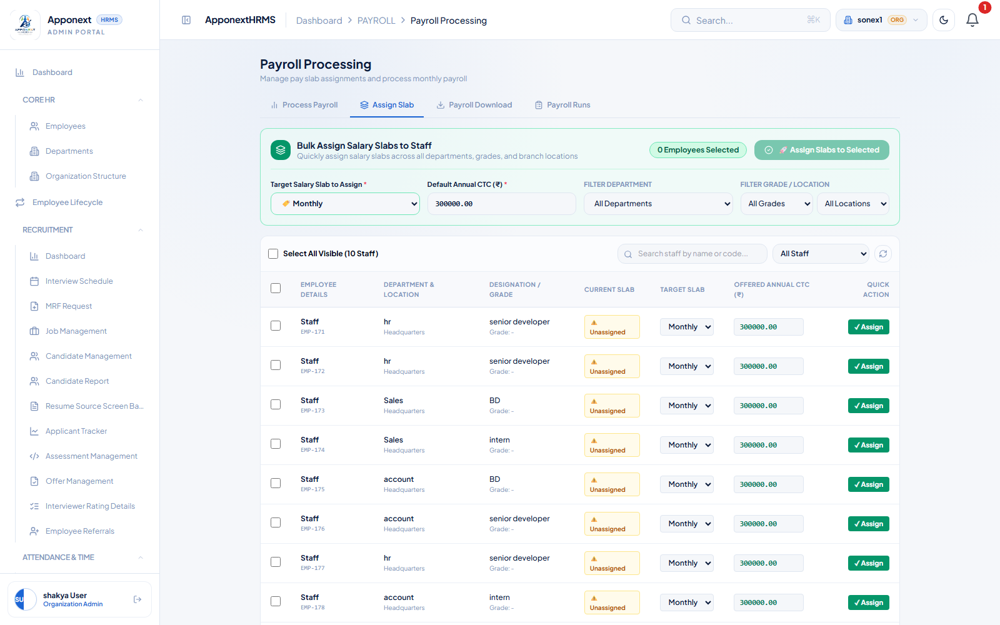 Apponext HRMS
ADMIN PORTAL
Dashboard
CORE HR
Employees
Departments
Organization Structure
Employee Lifecycle
RECRUITMENT
Dashboard
Interview Schedule
MRF Request
Job Management
Candidate Management
Candidate Report
Resume Source Screen Ba...
Applicant Tracker
Assessment Management
Offer Management
Interviewer Rating Details
Employee Referrals
ATTENDANCE & TIME
SU
shakya User
Organization Admin
ApponextHRMS
Dashboard > PAYROLL > Payroll Processing
Search... ⌘K
sonex1 ORG
1
Payroll Processing
Manage pay slab assignments and process monthly payroll
Process Payroll Assign Slab Payroll Download Payroll Runs
Bulk Assign Salary Slabs to Staff
Quickly assign salary slabs across all departments, grades, and branch locations
0 Employees Selected
🚀 Assign Slabs to Selected
Target Salary Slab to Assign * Default Annual CTC (₹) * FILTER DEPARTMENT FILTER GRADE / LOCATION
🏷️ Monthly 300000.00 All Departments All Grades All Locations
Select All Visible (10 Staff) Search staff by name or code... All Staff
EMPLOYEE DETAILS DEPARTMENT & LOCATION DESIGNATION / GRADE CURRENT SLAB TARGET SLAB OFFERED ANNUAL CTC (₹) QUICK ACTION
Staff hr senior developer ⚠️ Unassigned Monthly 300000.00 ✓ Assign
EMP-171 Headquarters Grade: -
Staff hr senior developer ⚠️ Unassigned Monthly 300000.00 ✓ Assign
EMP-172 Headquarters Grade: -
Staff Sales BD ⚠️ Unassigned Monthly 300000.00 ✓ Assign
EMP-173 Headquarters Grade: -
Staff Sales intern ⚠️ Unassigned Monthly 300000.00 ✓ Assign
EMP-174 Headquarters Grade: -
Staff account BD ⚠️ Unassigned Monthly 300000.00 ✓ Assign
EMP-175 Headquarters Grade: -
Staff account senior developer ⚠️ Unassigned Monthly 300000.00 ✓ Assign
EMP-176 Headquarters Grade: -
Staff hr senior developer ⚠️ Unassigned Monthly 300000.00 ✓ Assign
EMP-177 Headquarters Grade: -
Staff account intern ⚠️ Unassigned Monthly 300000.00 ✓ Assign
EMP-178 Headquarters Grade: -